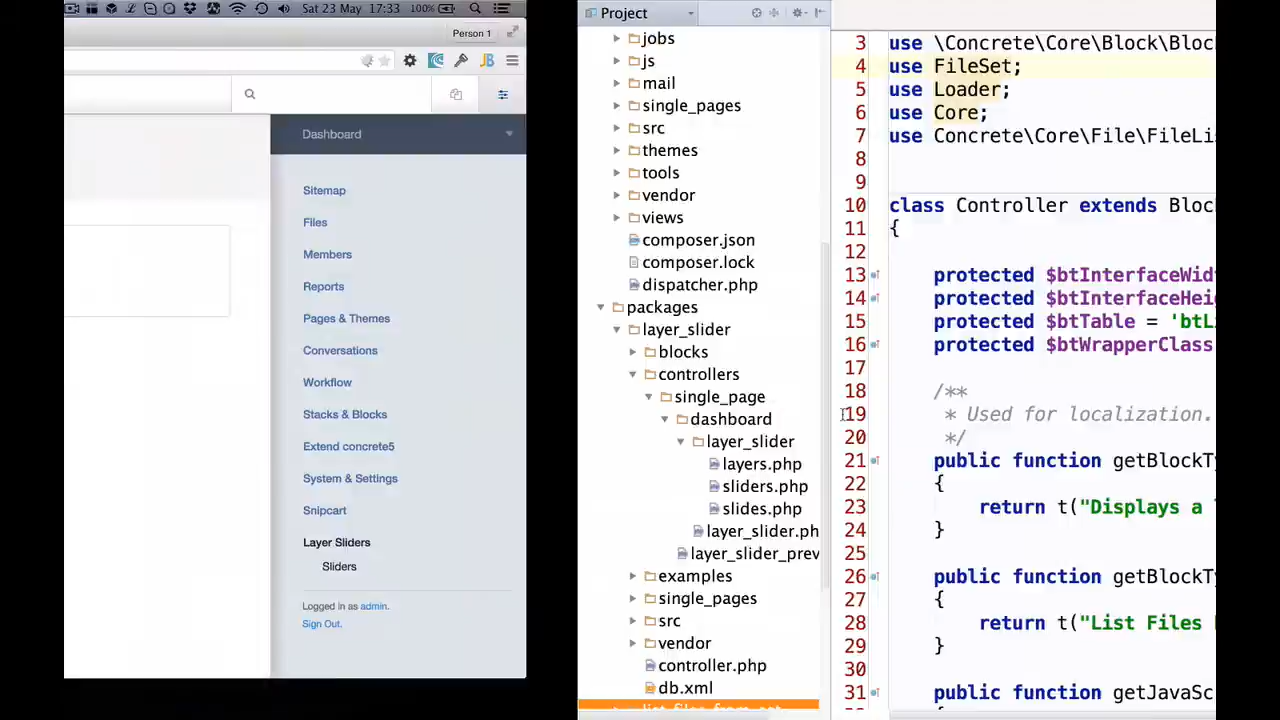 Sat 23 May 17:33 100%
Person 1
Dashboard
Sitemap
Files
Members
Reports
Pages & Themes
Conversations
Workflow
Stacks & Blocks
Extend concrete5
System & Settings
Snipcart
Layer Sliders
Sliders
Logged in as admin.
Sign Out.
Project
jobs
js
mail
single_pages
src
themes
tools
vendor
views
composer.json
composer.lock
dispatcher.php
packages
layer_slider
blocks
controllers
single_page
dashboard
layer_slider
layers.php
sliders.php
slides.php
layer_slider.ph
layer_slider_prev
examples
single_pages
src
vendor
controller.php
db.xml
3 use \Concrete\Core\Block\Bloc
4 use FileSet;
5 use Loader;
6 use Core;
7 use Concrete\Core\File\FileLi
8
9
10 class Controller extends Bloc
11 {
12
13 protected $btInterfaceWid
14 protected $btInterfaceHei
15 protected $btTable = 'btL
16 protected $btWrapperClass
17
18 /**
19 * Used for localization.
20 */
21 public function getBlockTy
22 {
23 return t("Displays a
24 }
25
26 public function getBlockTy
27 {
28 return t("List Files
29 }
30
31 public function getJavaSc